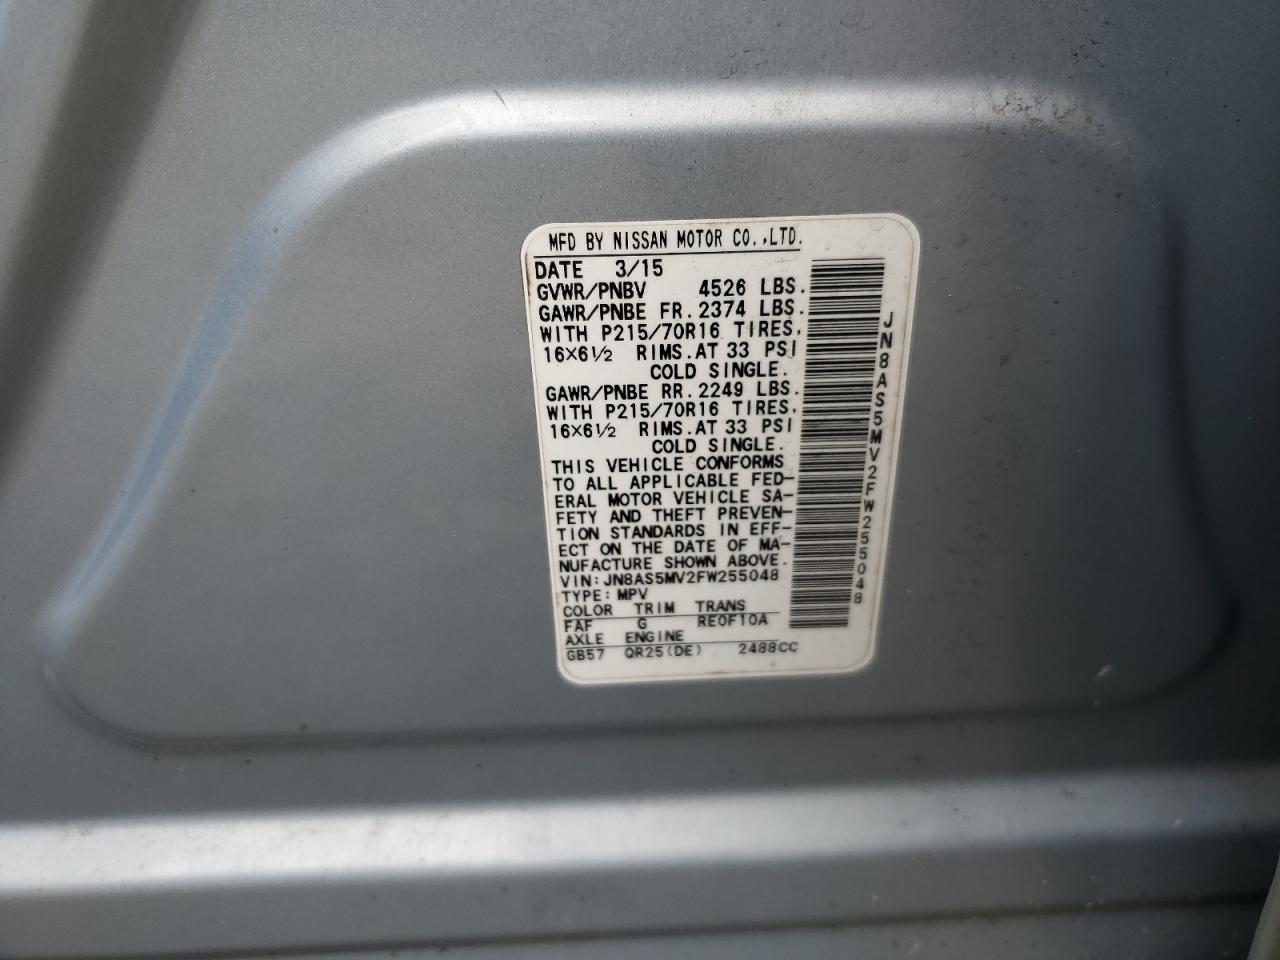 MFD BY NISSAN MOTOR CO.,LTD.
DATE 3/15
GVWR/PNBV 4526 LBS.
GAWR/PNBE FR. 2374 LBS.
WITH P215/70R16 TIRES,
16×6½ RIMS. AT 33 PSI
COLD SINGLE.
GAWR/PNBE RR. 2249 LBS.
WITH P215/70R16 TIRES,
16×6½ RIMS. AT 33 PSI
COLD SINGLE.
THIS VEHICLE CONFORMS
TO ALL APPLICABLE FED-
ERAL MOTOR VEHICLE SA-
FETY AND THEFT PREVEN-
TION STANDARDS IN EFF-
ECT ON THE DATE OF MA-
NUFACTURE SHOWN ABOVE.
VIN: JN8AS5MV2FW255048
TYPE: MPV
COLOR TRIM TRANS
FAF G RE0F10A
AXLE ENGINE
GB57 QR25(DE) 2488CC
JN8AS5MV2FW255048